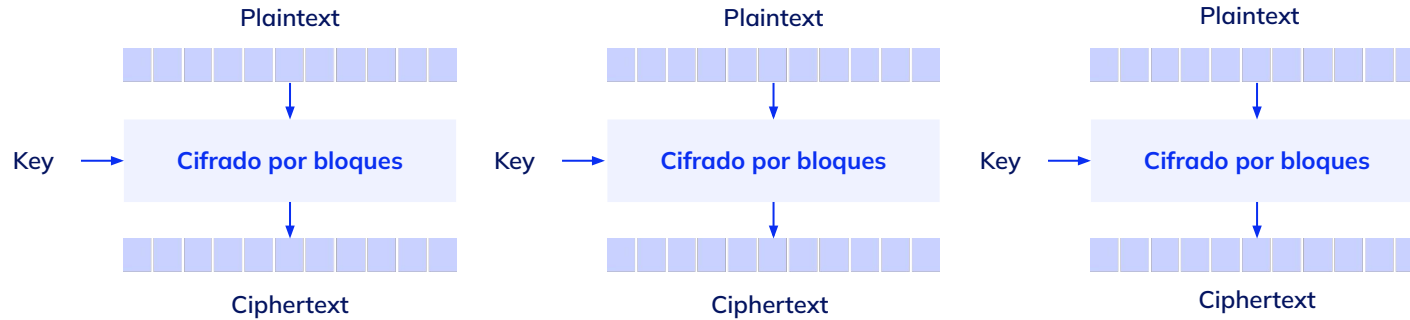 Plaintext Plaintext Plaintext
Key Cifrado por bloques Key Cifrado por bloques Key Cifrado por bloques
Ciphertext Ciphertext Ciphertext